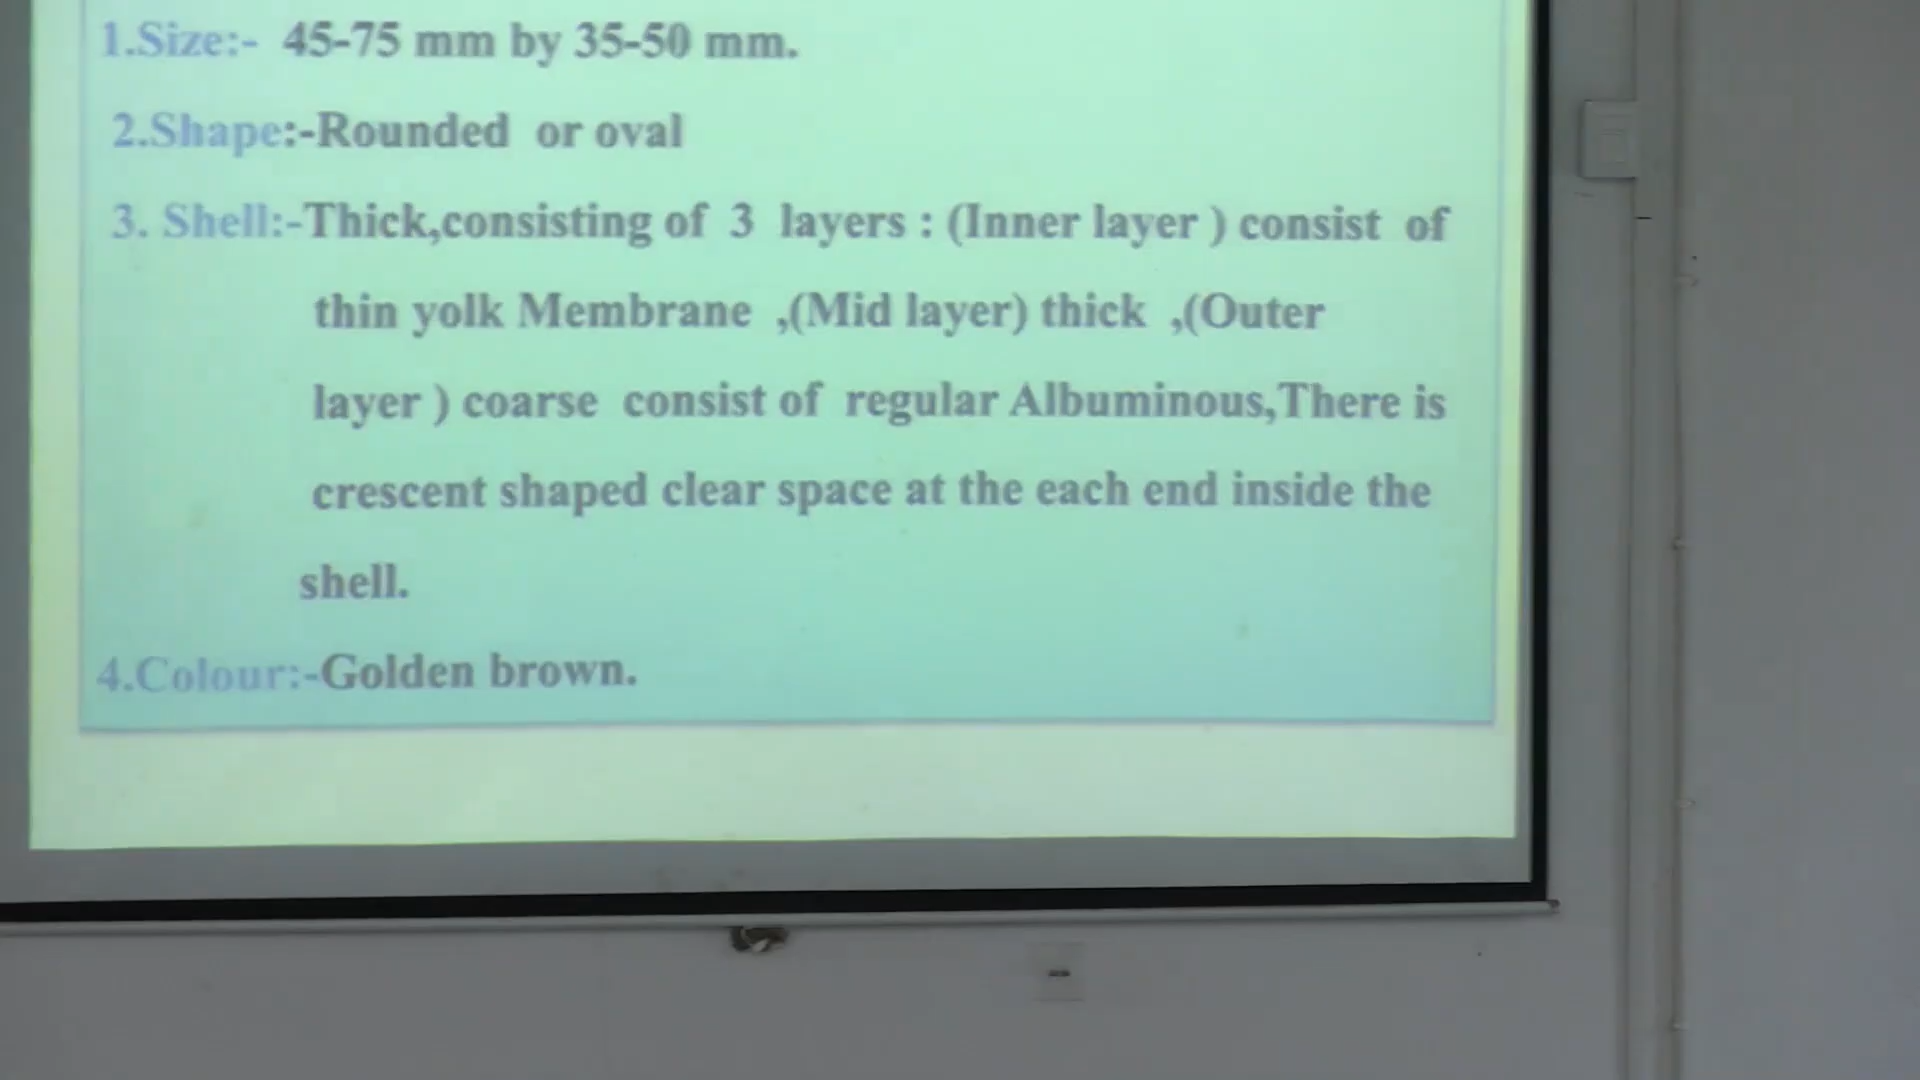 1.Size:- 45-75 mm by 35-50 mm.
2.Shape:-Rounded or oval
3. Shell:-Thick,consisting of 3 layers : (Inner layer ) consist of
thin yolk Membrane ,(Mid layer) thick ,(Outer
layer ) coarse consist of regular Albuminous,There is
crescent shaped clear space at the each end inside the
shell.
4.Colour:-Golden brown.